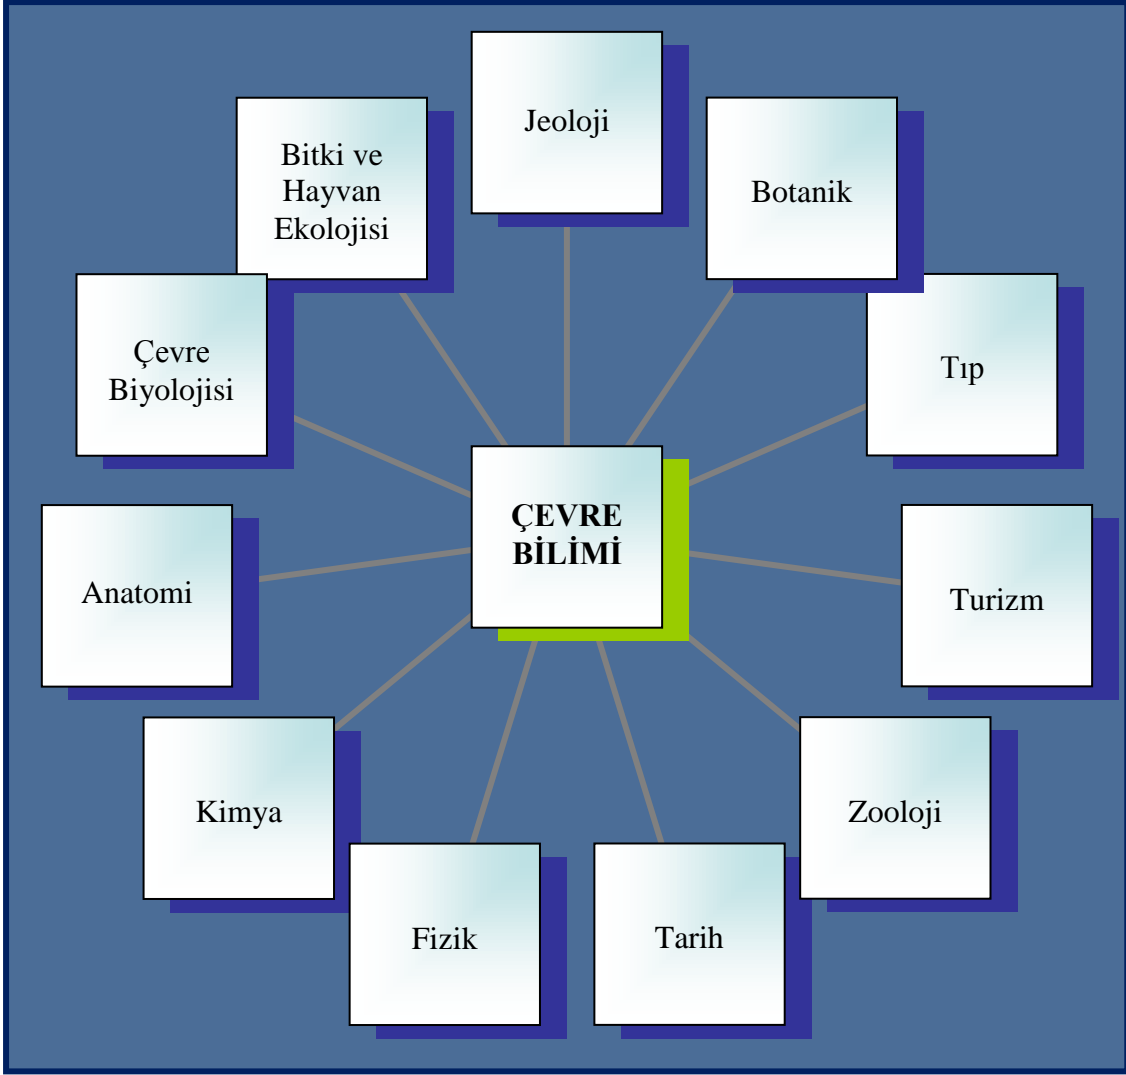 Jeoloji
Botanik
Tıp
Turizm
Zooloji
Tarih
Fizik
Kimya
Anatomi
Çevre
Biyolojisi
Bitki ve
Hayvan
Ekolojisi
ÇEVRE
BİLİMİ